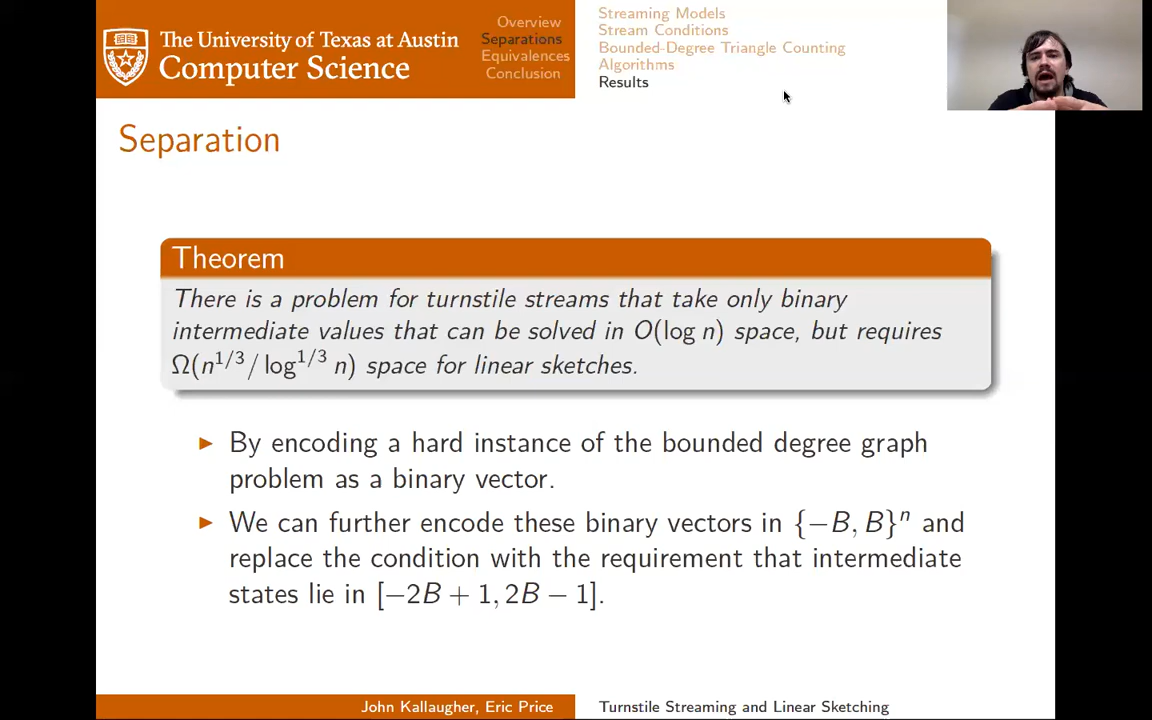 The University of Texas at Austin
Computer Science
Overview
Separations
Equivalences
Conclusion
Streaming Models
Stream Conditions
Bounded-Degree Triangle Counting
Algorithms
Results
Separation
Theorem
There is a problem for turnstile streams that take only binary
intermediate values that can be solved in O(log n) space, but requires
Ω(n^{1/3}/ log^{1/3} n) space for linear sketches.
▶ By encoding a hard instance of the bounded degree graph
problem as a binary vector.
▶ We can further encode these binary vectors in {−B, B}^n and
replace the condition with the requirement that intermediate
states lie in [−2B + 1, 2B − 1].
John Kallaugher, Eric Price
Turnstile Streaming and Linear Sketching